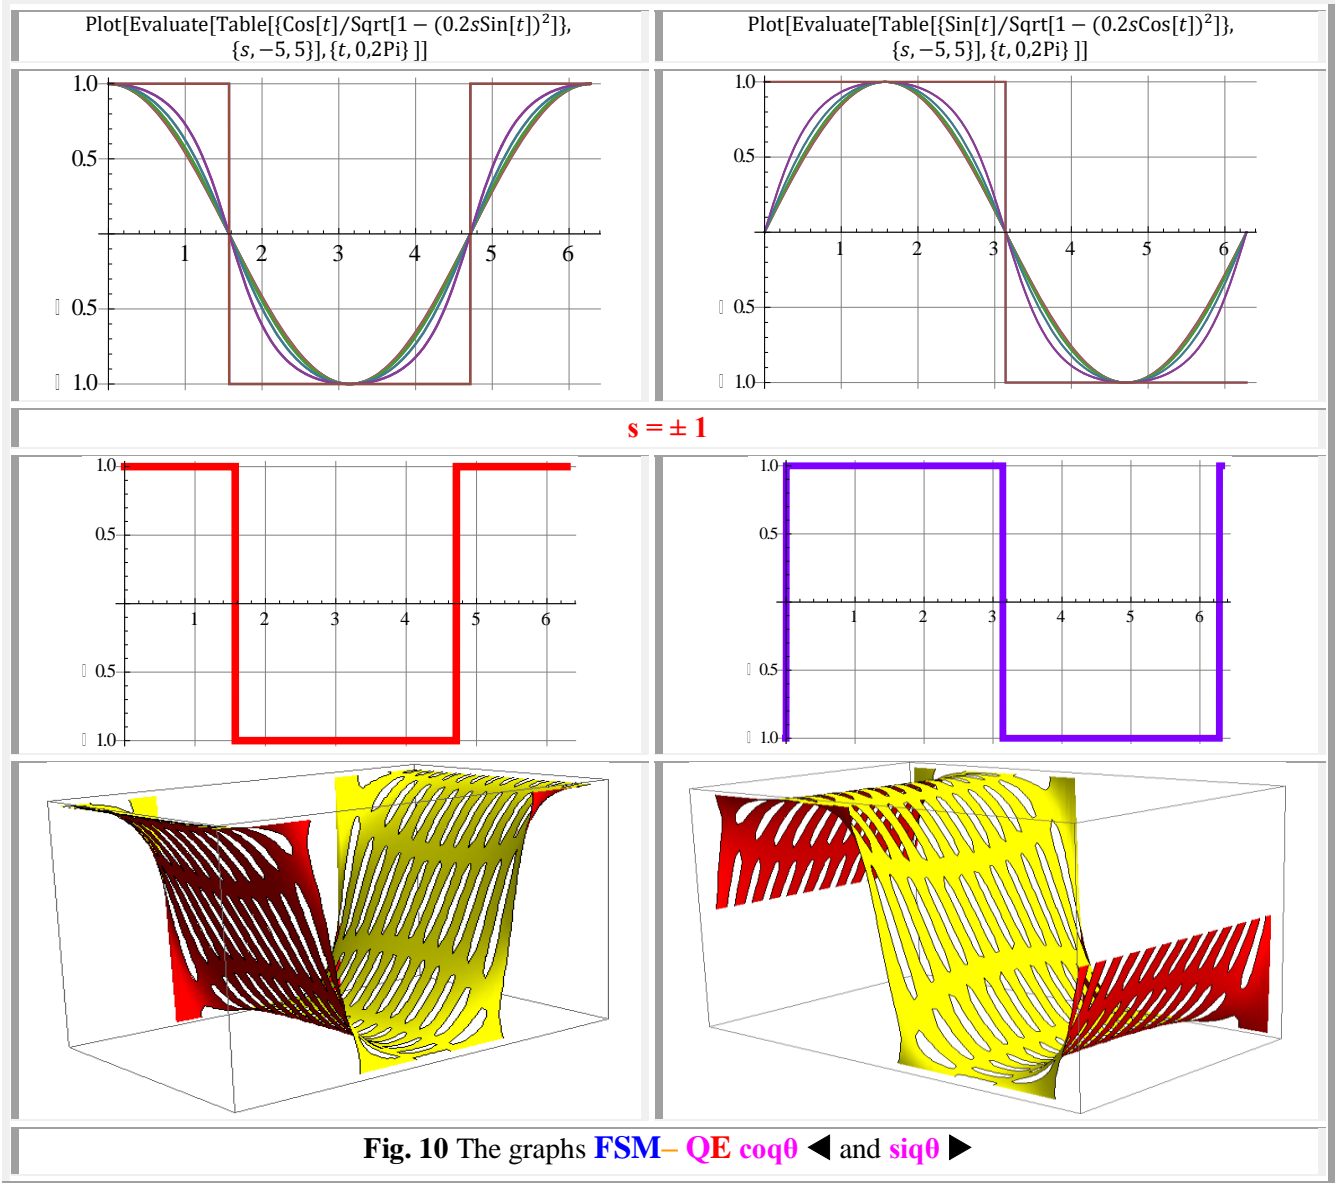 Plot[Evaluate[Table[{Cos[t]/Sqrt[1 − (0.2sSin[t])²]},
{s, −5, 5}], {t, 0,2Pi} ]]
Plot[Evaluate[Table[{Sin[t]/Sqrt[1 − (0.2sCos[t])²]},
{s, −5, 5}], {t, 0,2Pi} ]]
1.0
0.5
1 2 3 4 5 6
0.5
1.0
1.0
0.5
1 2 3 4 5 6
0.5
1.0
s = ± 1
1.0
0.5
1 2 3 4 5 6
0.5
1.0
1.0
0.5
1 2 3 4 5 6
0.5
1.0
Fig. 10 The graphs FSM– QE coqθ ◄ and siqθ ►